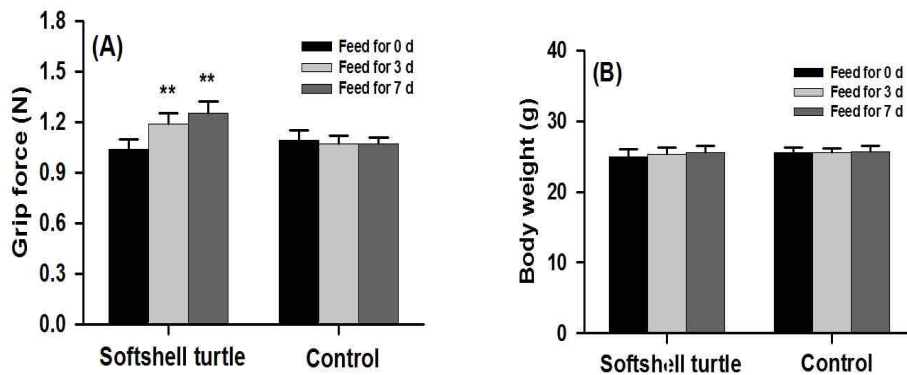 (A)
Grip force (N)
1.8
1.5
1.2
0.9
0.6
0.3
0.0
** **
Feed for 0 d
Feed for 3 d
Feed for 7 d
Softshell turtle Control
(B)
Body weight (g)
40
30
20
10
0
Feed for 0 d
Feed for 3 d
Feed for 7 d
Softshell turtle Control